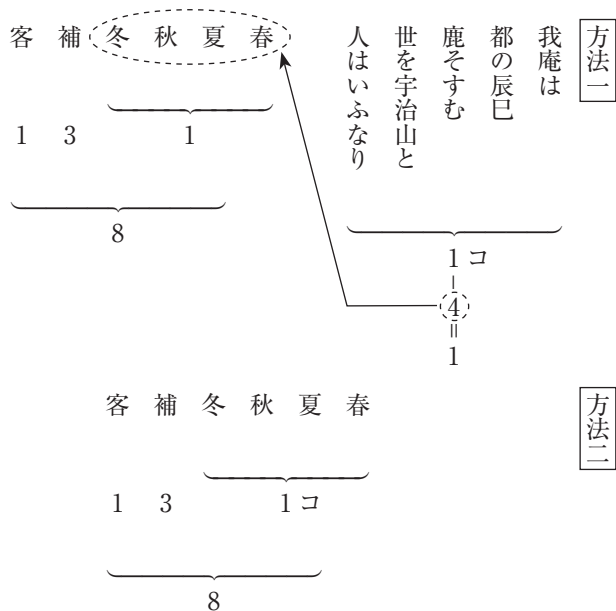 方法一
我庵は
都の辰巳
鹿そすむ
世を宇治山と
人はいふなり
1コ
−
4
=
1
春 夏 秋 冬 補 客
1 3 1
8
方法二
春 夏 秋 冬 補 客
1コ 3 1
8